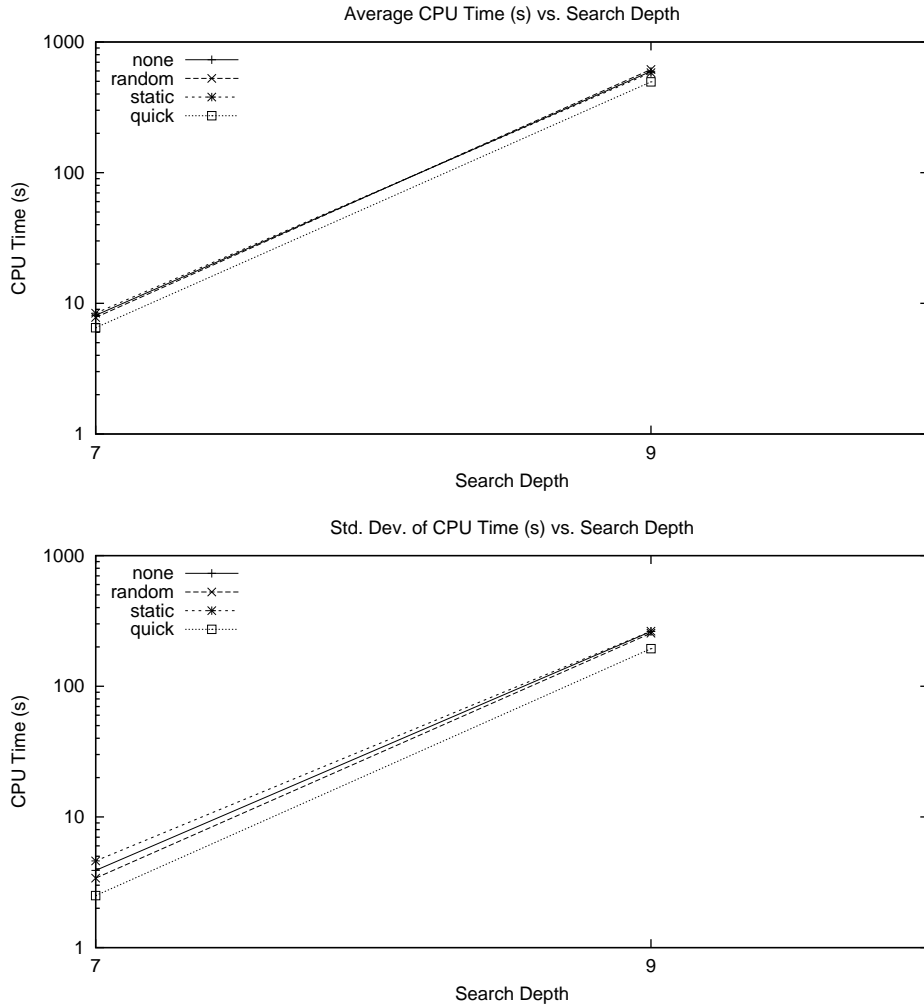 Average CPU Time (s) vs. Search Depth
1000
100
10
1
CPU Time (s)
none
random
static
quick
7
9
Search Depth
Std. Dev. of CPU Time (s) vs. Search Depth
1000
100
10
1
CPU Time (s)
none
random
static
quick
7
9
Search Depth